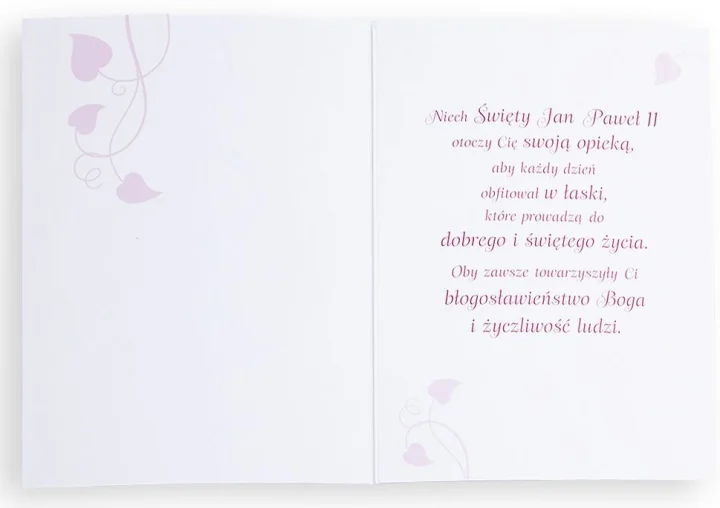 Niech Święty Jan Paweł II
otoczy Cię swoją opieką,
aby każdy dzień
obfitował w łaski,
które prowadzą do
dobrego i świętego życia.
Oby zawsze towarzyszyły Ci
błogosławieństwo Boga
i życzliwość ludzi.